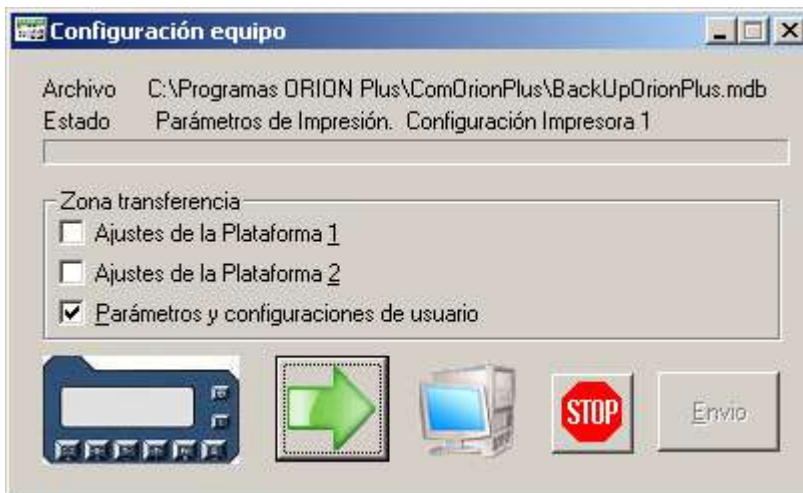 Configuración equipo
Archivo C:\Programas ORION Plus\ComOrionPlus\BackUpOrionPlus.mdb
Estado Parámetros de Impresión. Configuración Impresora 1
Zona transferencia
Ajustes de la Plataforma 1
Ajustes de la Plataforma 2
Parámetros y configuraciones de usuario
STOP
Envio